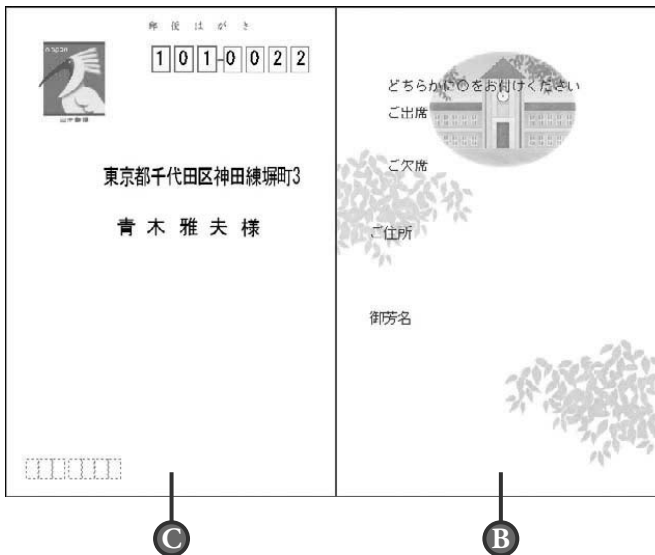 郵便はがき
nippon
101-0022
東京都千代田区神田練塀町3
青木雅夫様
どちらかに○をお付けください
ご出席
ご欠席
ご住所
御芳名
C
B